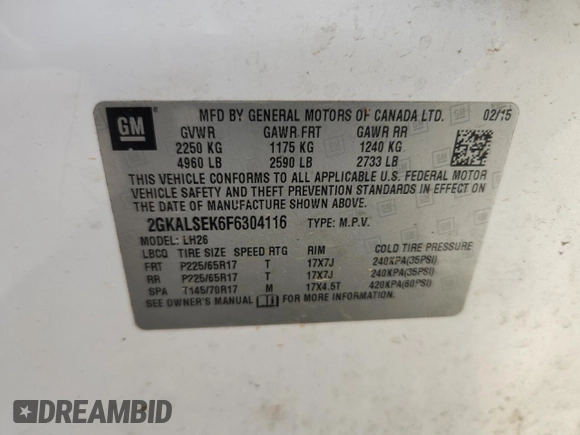 GM
MFD BY GENERAL MOTORS OF CANADA LTD. 02/15
GVWR GAWR FRT GAWR RR
2250 KG 1175 KG 1240 KG
4960 LB 2590 LB 2733 LB
THIS VEHICLE CONFORMS TO ALL APPLICABLE U.S. FEDERAL MOTOR
VEHICLE SAFETY AND THEFT PREVENTION STANDARDS IN EFFECT
ON THE DATE OF MANUFACTURE SHOWN ABOVE.
2GKALSEK6F6304116 TYPE: M.P.V.
MODEL: LH26
LBCQ TIRE SIZE SPEED RTG RIM COLD TIRE PRESSURE
FRT P225/65R17 T 17X7J 240KPA(35PSI)
RR P225/65R17 T 17X7J 240KPA(35PSI)
SPA T145/70R17 M 17X4.5T 420KPA(60PSI)
SEE OWNER'S MANUAL FOR MORE INFORMATION.
DREAMBID